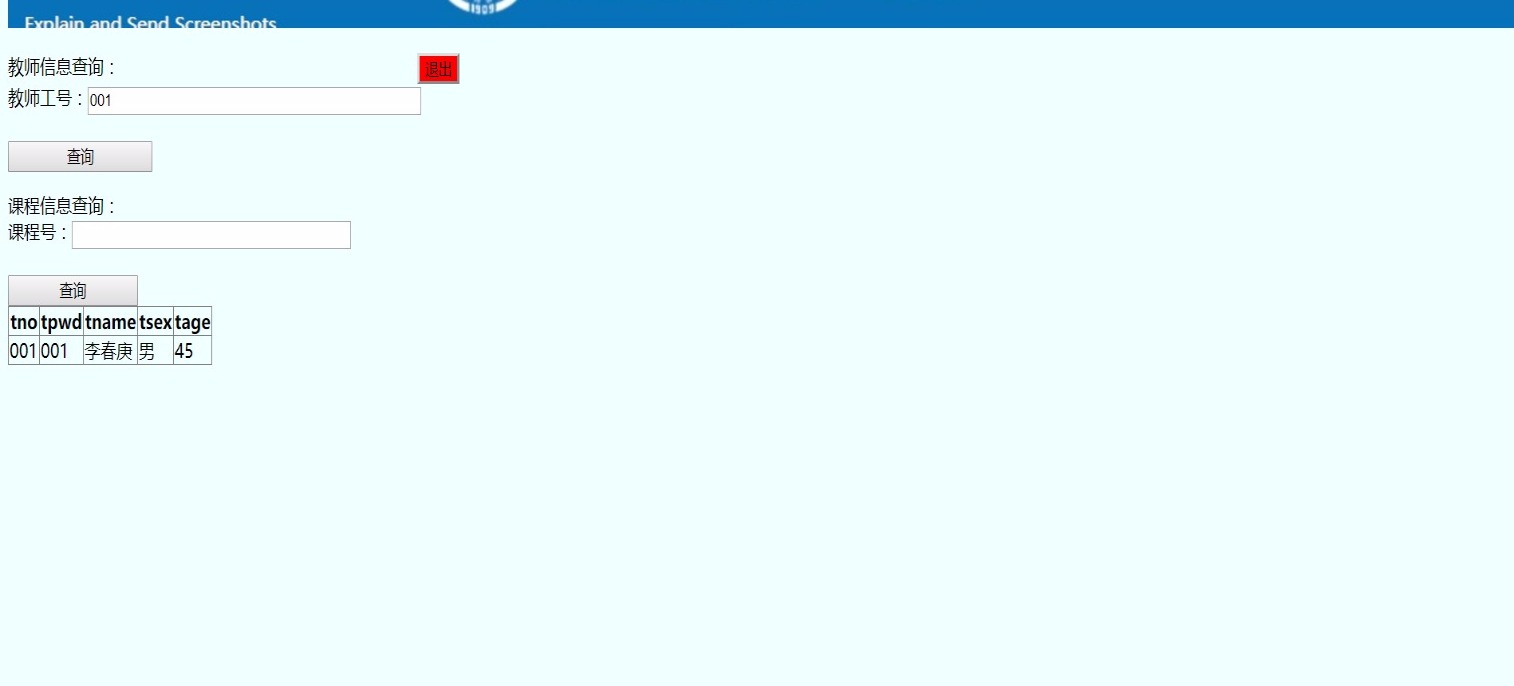 1909
Explain and Send Screenshots
教师信息查询：
退出
教师工号：001
查询
课程信息查询：
课程号：
查询
tno tpwd tname tsex tage
001 001 李春庚 男 45